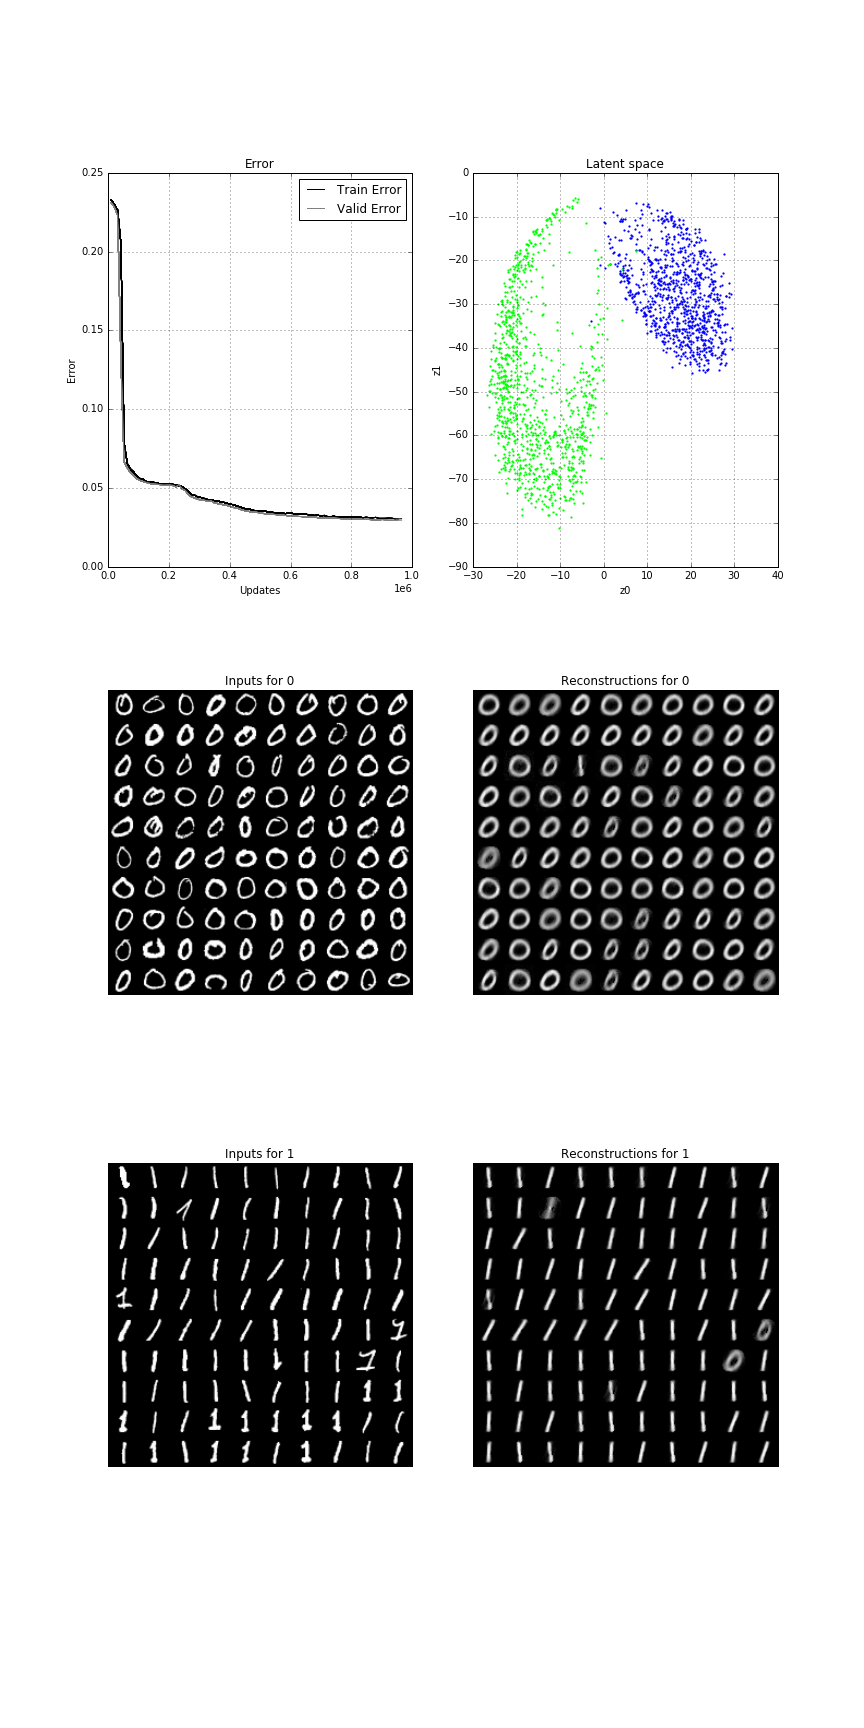 Error
Latent space
0.25
0.20
0.15
0.10
0.05
0.00
Error
Train Error
Valid Error
0.0
0.2
0.4
0.6
0.8
1.0
1e6
Updates
0
−10
−20
−30
−40
−50
−60
−70
−80
−90
z1
−30
−20
−10
0
10
20
30
40
z0
Inputs for 0
Reconstructions for 0
Inputs for 1
Reconstructions for 1